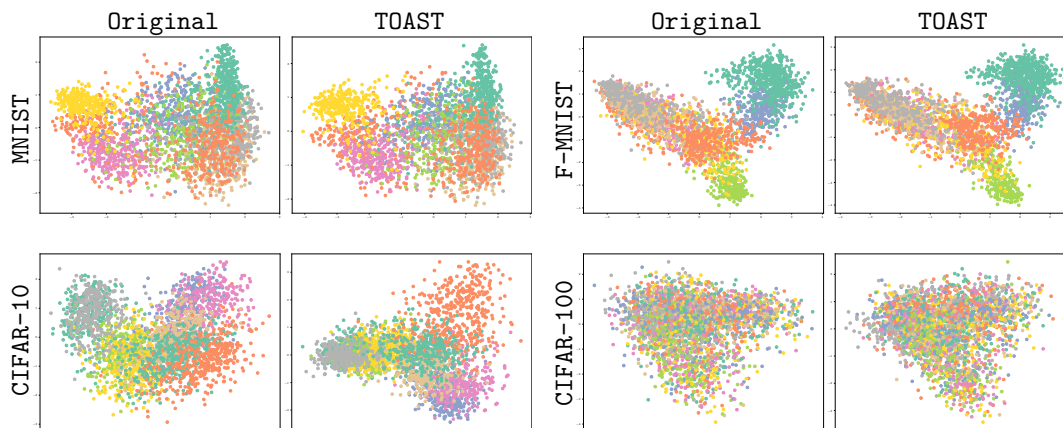 Original TOAST Original TOAST
MNIST F-MNIST
CIFAR-10 CIFAR-100